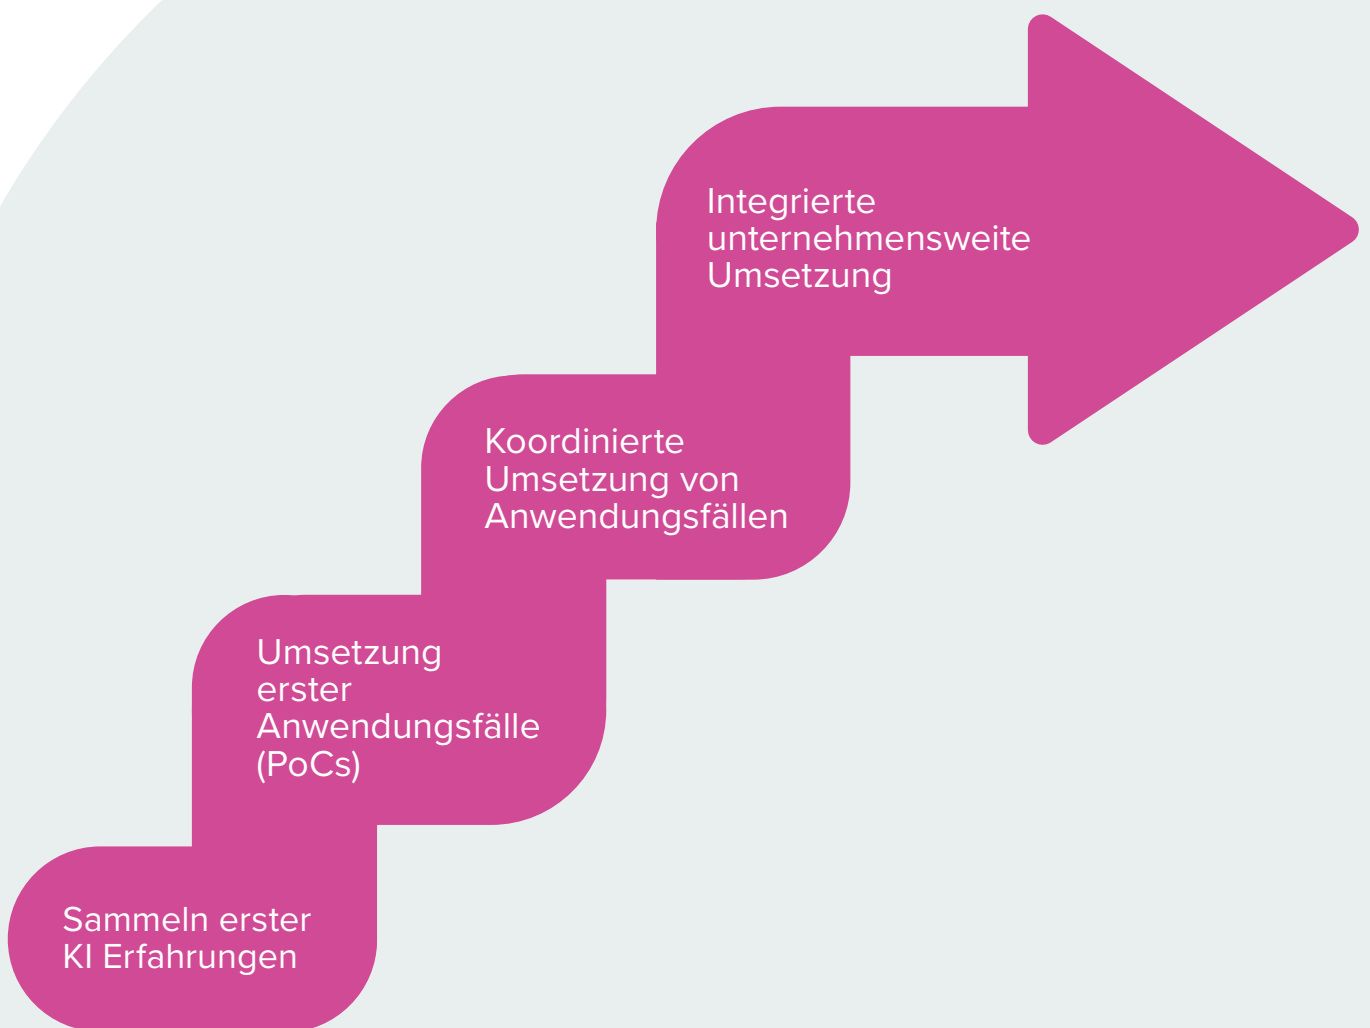 Integrierte
unternehmensweite
Umsetzung
Koordinierte
Umsetzung von
Anwendungsfällen
Umsetzung
erster
Anwendungsfälle
(PoCs)
Sammeln erster
KI Erfahrungen